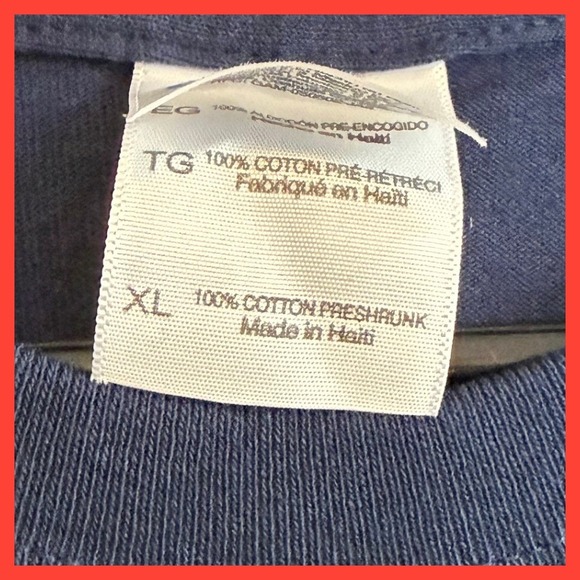 EG 100% ALGODÓN PRE-ENCOGIDO
Haiti
TG 100% COTON PRÉ-RÉTRÉCI
Fabriqué en Haïti
XL 100% COTTON PRESHRUNK
Made in Haiti